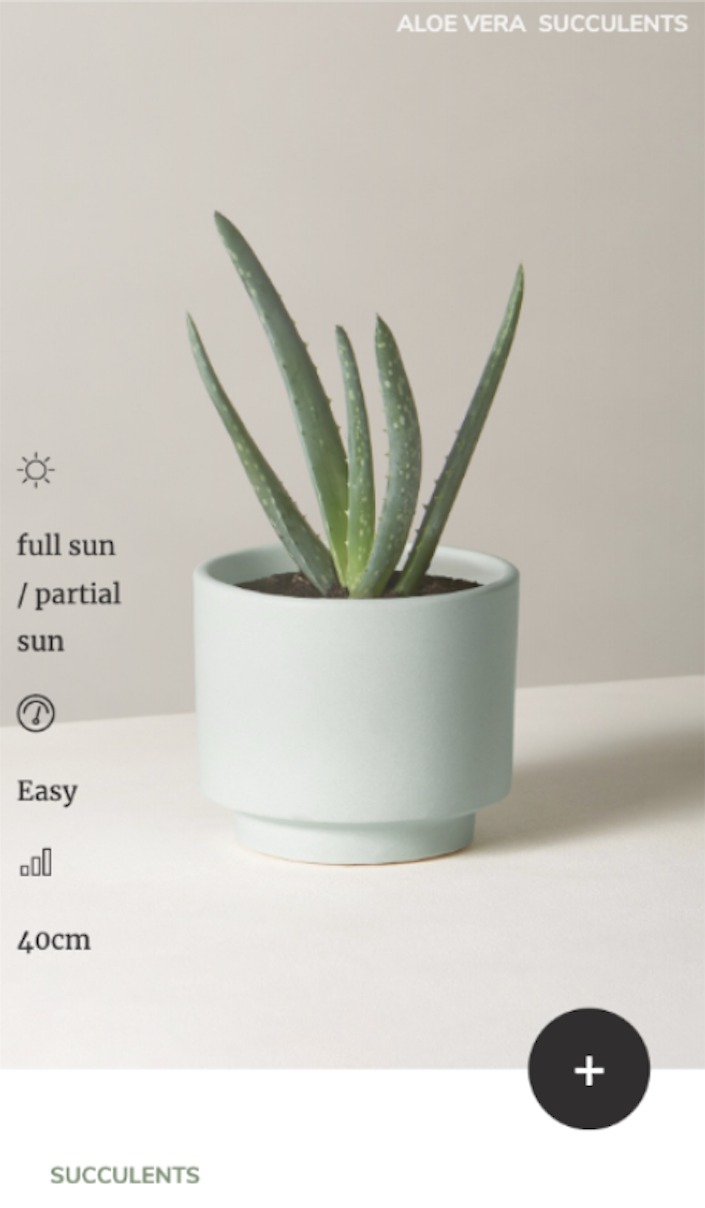 ALOE VERA SUCCULENTS
full sun
/ partial
sun
Easy
40cm
+
SUCCULENTS